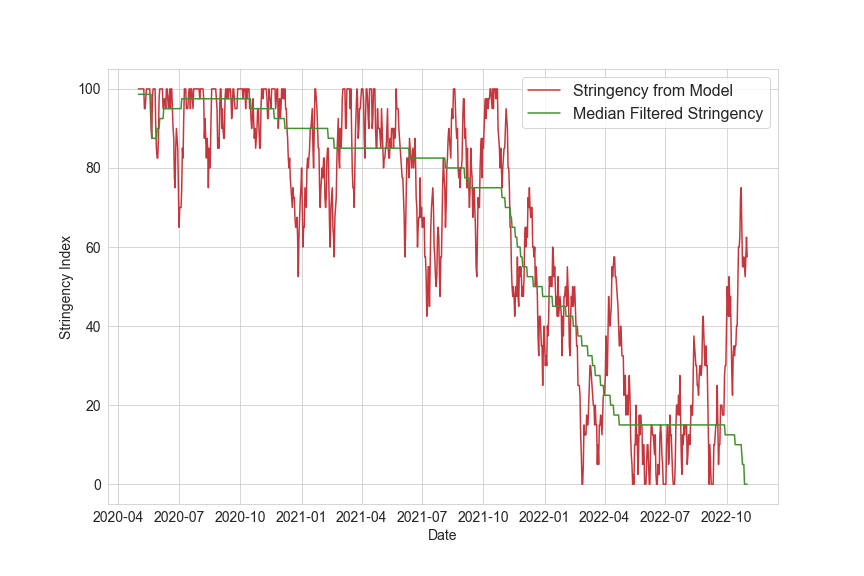 Stringency from Model
Median Filtered Stringency
100
80
60
40
20
0
Stringency Index
2020-04 2020-07 2020-10 2021-01 2021-04 2021-07 2021-10 2022-01 2022-04 2022-07 2022-10
Date